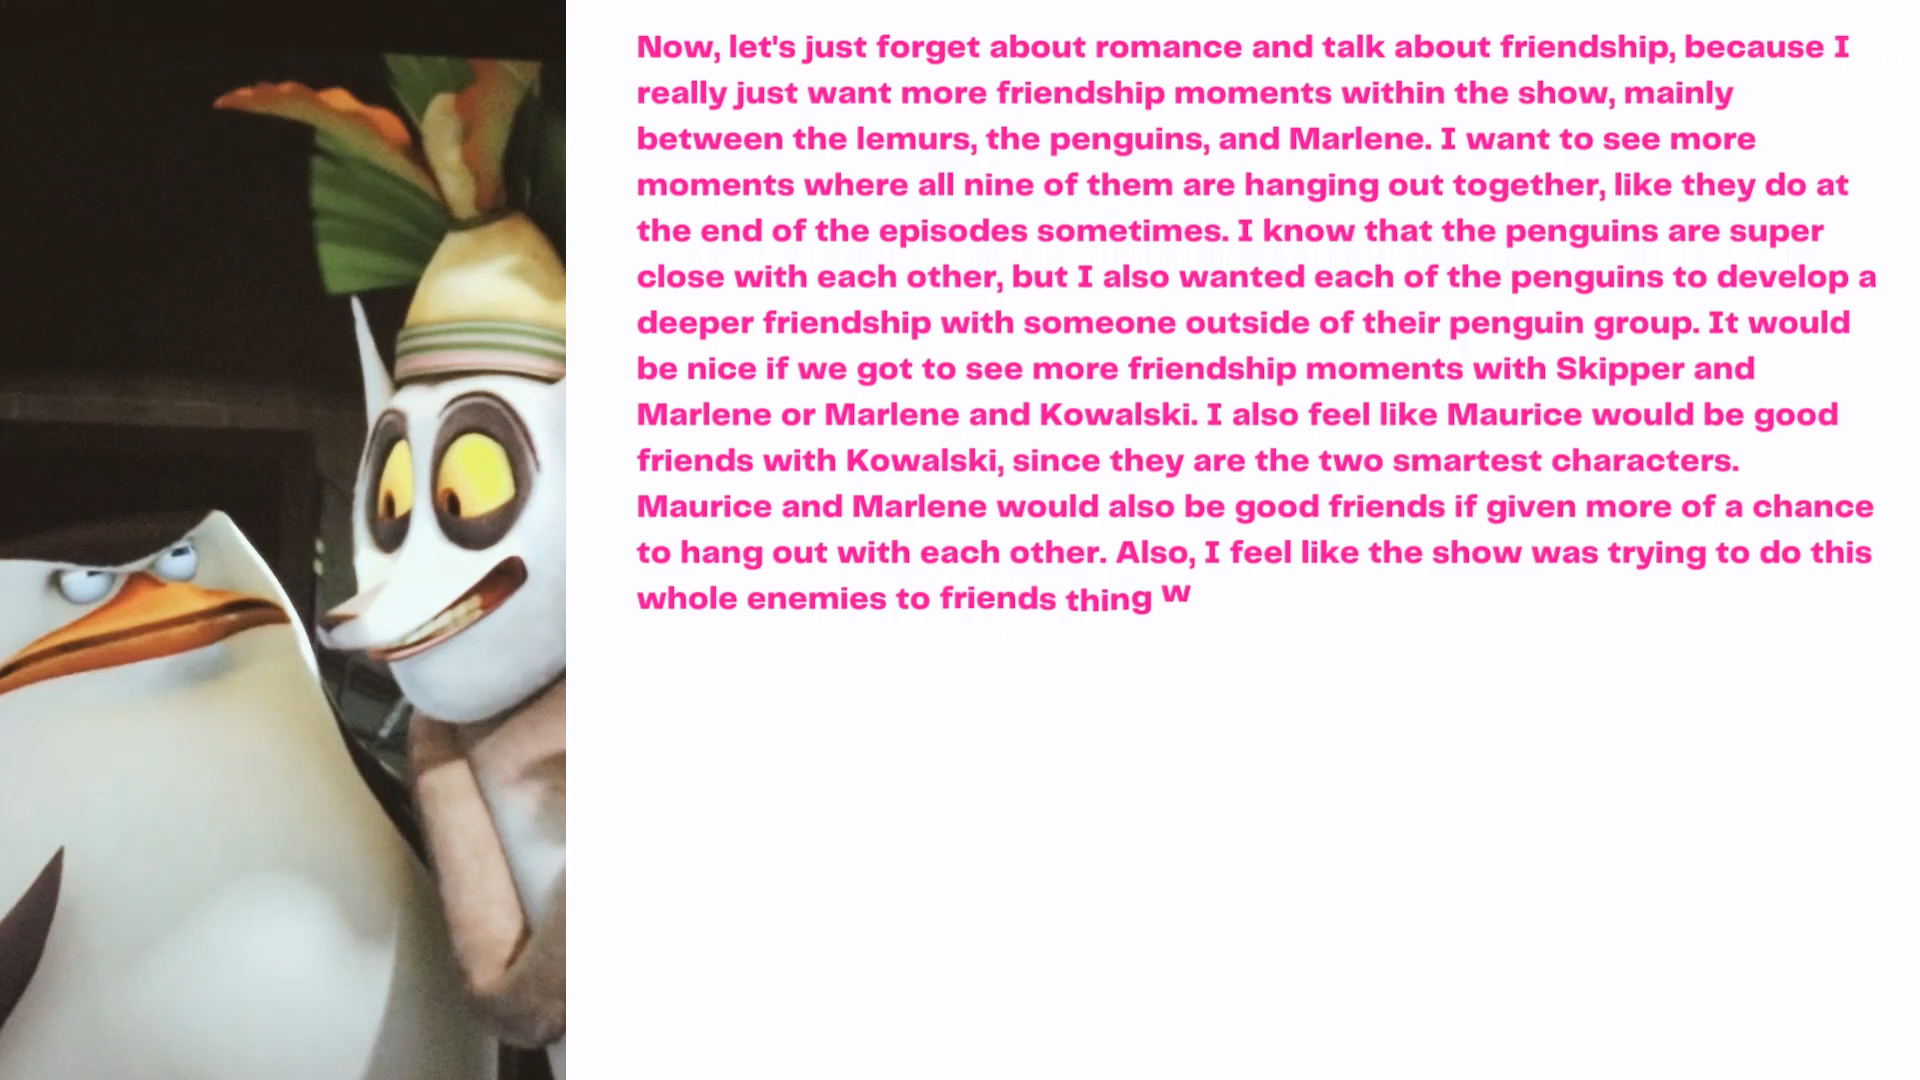 Now, let's just forget about romance and talk about friendship, because I
really just want more friendship moments within the show, mainly
between the lemurs, the penguins, and Marlene. I want to see more
moments where all nine of them are hanging out together, like they do at
the end of the episodes sometimes. I know that the penguins are super
close with each other, but I also wanted each of the penguins to develop a
deeper friendship with someone outside of their penguin group. It would
be nice if we got to see more friendship moments with Skipper and
Marlene or Marlene and Kowalski. I also feel like Maurice would be good
friends with Kowalski, since they are the two smartest characters.
Maurice and Marlene would also be good friends if given more of a chance
to hang out with each other. Also, I feel like the show was trying to do this
whole enemies to friends thing w